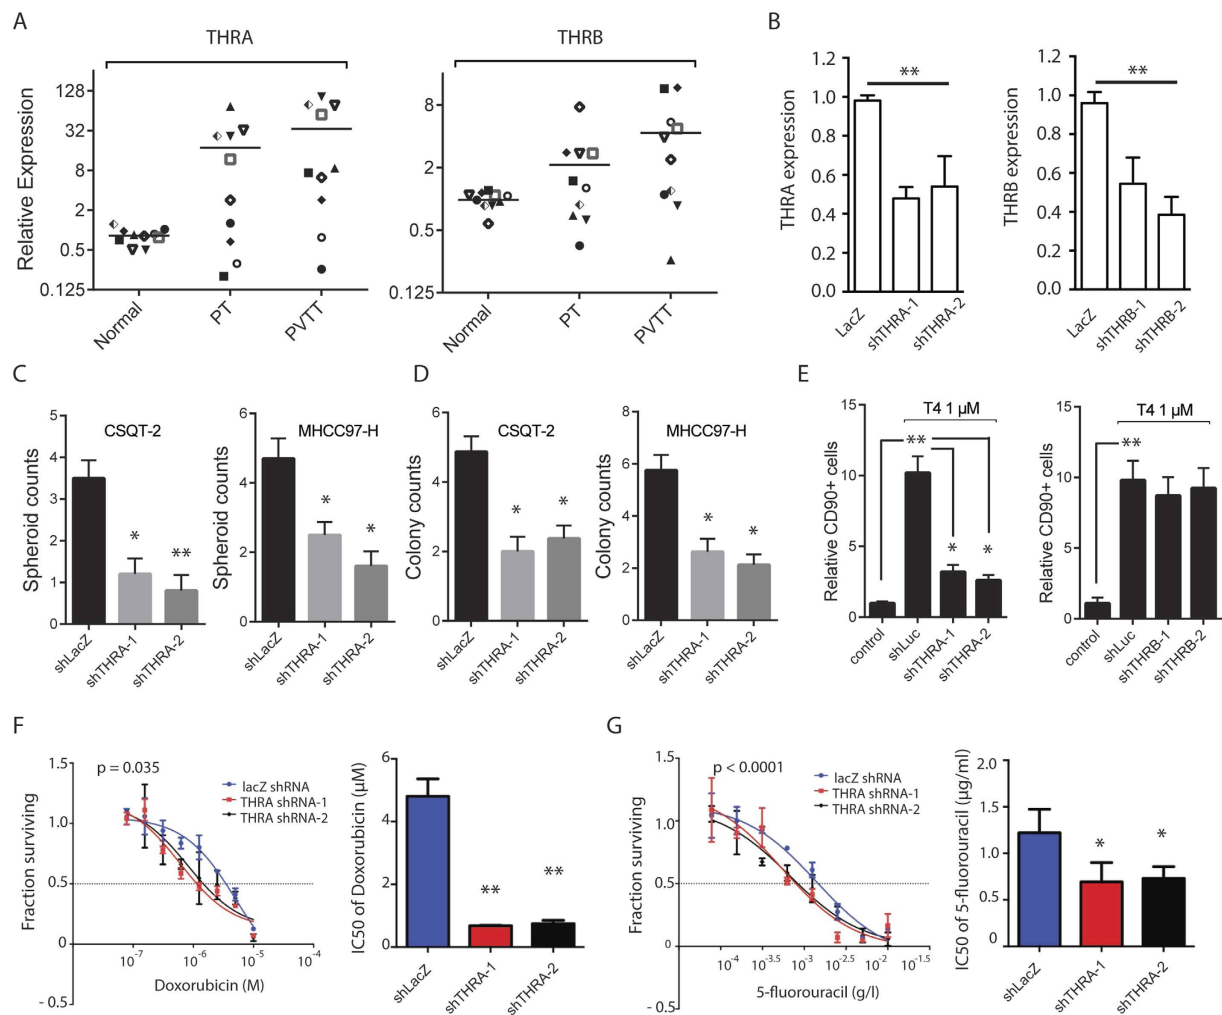 A
THRA
THRB
Relative Expression
128
32
8
2
0.5
0.125
Normal
PT
PVTT
8
2
0.5
0.125
Normal
PT
PVTT
B
THRA expression
1.2
1.0
0.8
0.6
0.4
0.2
0.0
**
LacZ
shTHRA-1
shTHRA-2
THRB expression
1.2
1.0
0.8
0.6
0.4
0.2
0.0
**
LacZ
shTHRB-1
shTHRB-2
C
CSQT-2
Spheroid counts
5
4
3
2
1
0
*
**
shLacZ
shTHRA-1
shTHRA-2
MHCC97-H
Spheroid counts
6
4
2
0
*
*
shLacZ
shTHRA-1
shTHRA-2
D
CSQT-2
Colony counts
6
4
2
0
*
*
shLacZ
shTHRA-1
shTHRA-2
MHCC97-H
Colony counts
8
6
4
2
0
*
*
shLacZ
shTHRA-1
shTHRA-2
E
T4 1 µM
Relative CD90+ cells
15
10
5
0
**
*
*
control
shLuc
shTHRA-1
shTHRA-2
T4 1 µM
Relative CD90+ cells
15
10
5
0
**
control
shLuc
shTHRB-1
shTHRB-2
F
p = 0.035
Fraction surviving
1.5
1.0
0.5
0
- 0.5
lacZ shRNA
THRA shRNA-1
THRA shRNA-2
10-7
10-6
10-5
10-4
Doxorubicin (M)
IC50 of Doxorubicin (µM)
6
4
2
0
**
**
shLacZ
shTHRA-1
shTHRA-2
G
p < 0.0001
Fraction surviving
1.5
1.0
0.5
0
- 0.5
lacZ shRNA
THRA shRNA-1
THRA shRNA-2
10-4
10-3.5
10-3
10-2.5
10-2
10-1.5
5-fluorouracil (g/l)
IC50 of 5-fluorouracil (µg/ml)
2.0
1.5
1.0
0.5
0
*
*
shLacZ
shTHRA-1
shTHRA-2